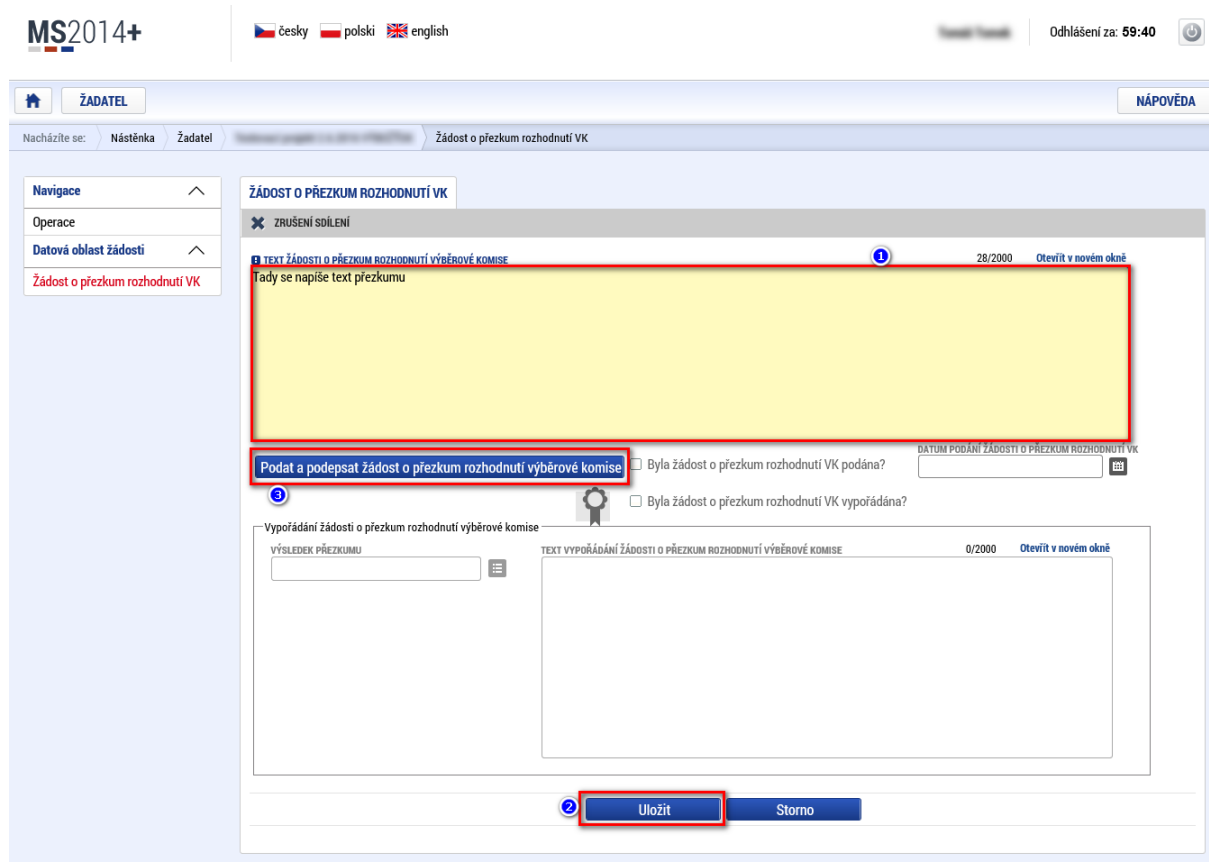 MS2014+
česky polski english
Odhlášení za: 59:40
ŽADATEL
NÁPOVĚDA
Nacházíte se: Nástěnka Žadatel Žádost o přezkum rozhodnutí VK
Navigace
Operace
Datová oblast žádosti
Žádost o přezkum rozhodnutí VK
ŽÁDOST O PŘEZKUM ROZHODNUTÍ VK
ZRUŠENÍ SDÍLENÍ
TEXT ŽÁDOSTI O PŘEZKUM ROZHODNUTÍ VÝBĚROVÉ KOMISE 1 28/2000 Otevřít v novém okně
Tady se napíše text přezkumu
Podat a podepsat žádost o přezkum rozhodnutí výběrové komise
3
Byla žádost o přezkum rozhodnutí VK podána?
DATUM PODÁNÍ ŽÁDOSTI O PŘEZKUM ROZHODNUTÍ VK
Byla žádost o přezkum rozhodnutí VK vypořádána?
Vypořádání žádosti o přezkum rozhodnutí výběrové komise
VÝSLEDEK PŘEZKUMU
TEXT VYPOŘÁDÁNÍ ŽÁDOSTI O PŘEZKUM ROZHODNUTÍ VÝBĚROVÉ KOMISE 0/2000 Otevřít v novém okně
2 Uložit Storno